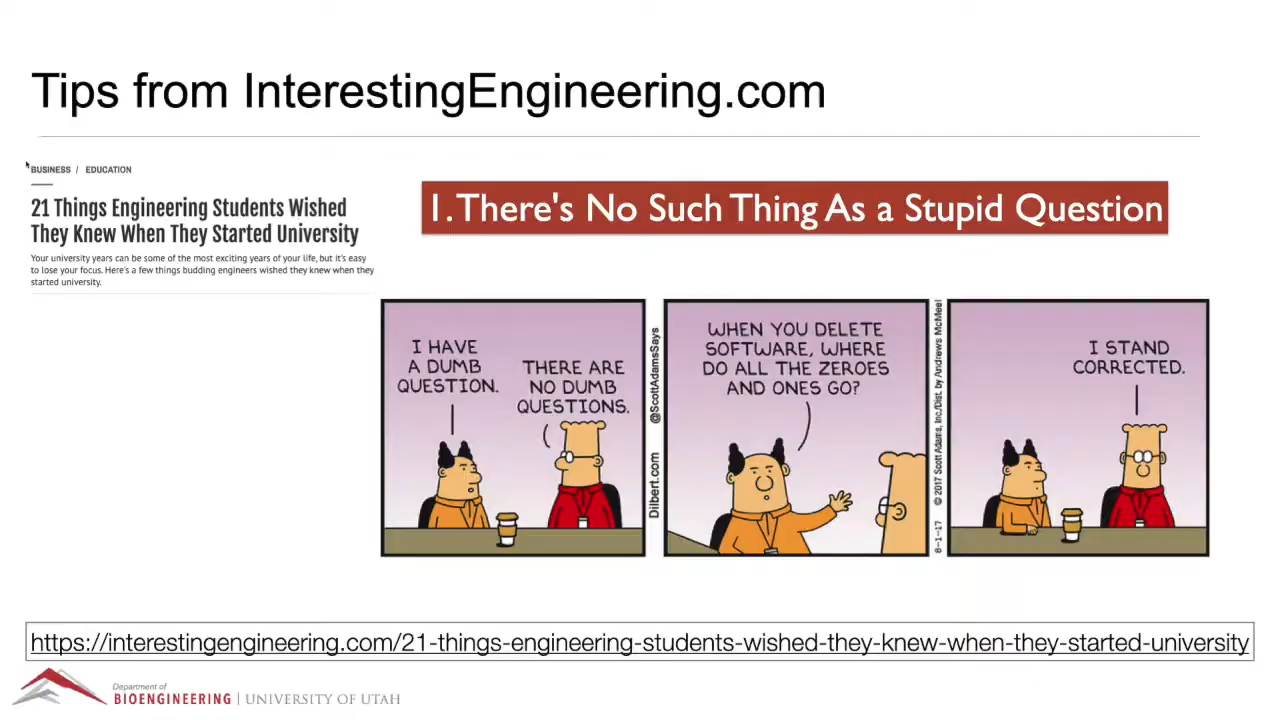 Tips from InterestingEngineering.com
BUSINESS / EDUCATION
21 Things Engineering Students Wished
They Knew When They Started University
Your university years can be some of the most exciting years of your life, but it's easy
to lose your focus. Here's a few things budding engineers wished they knew when they
started university.
1. There's No Such Thing As a Stupid Question
I HAVE
A DUMB
QUESTION.
THERE ARE
NO DUMB
QUESTIONS.
Dilbert.com @ScottAdamsSays
WHEN YOU DELETE
SOFTWARE, WHERE
DO ALL THE ZEROES
AND ONES GO?
8-1-17 © 2017 Scott Adams, Inc./Dist. by Andrews McMeel
I STAND
CORRECTED.
https://interestingengineering.com/21-things-engineering-students-wished-they-knew-when-they-started-university
Department of
BIOENGINEERING | UNIVERSITY OF UTAH